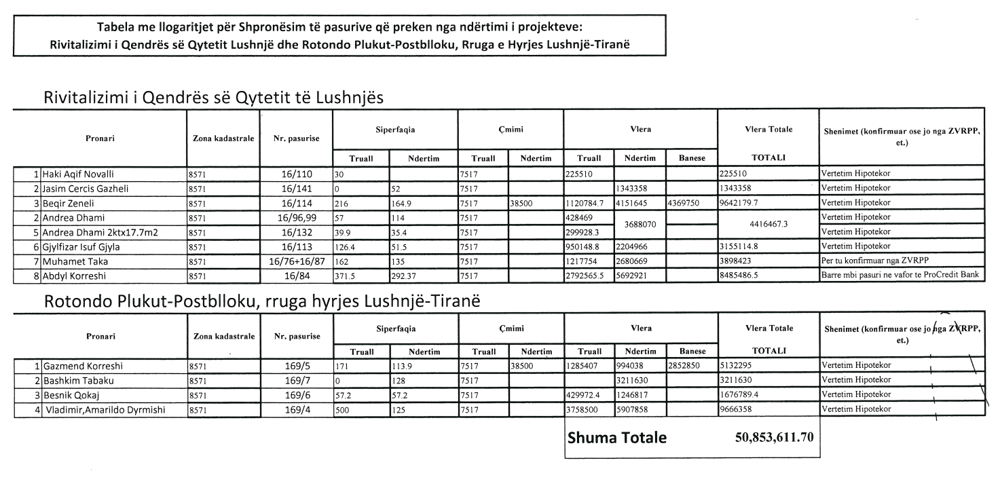 Tabela me llogaritjet për Shpronësim të pasurive që preken nga ndërtimi i projekteve:
Rivitalizimi i Qendrës së Qytetit Lushnjë dhe Rotondo Plukut-Postblloku, Rruga e Hyrjes Lushnjë-Tiranë
Rivitalizimi i Qendrës së Qytetit të Lushnjës
Pronari Zona kadastrale Nr. pasurise Siperfaqia Çmimi Vlera Vlera Totale Shenimet (konfirmuar ose jo nga ZVRPP, et.)
Truall Ndertim Truall Ndertim Truall Ndertim Banese TOTALI
1 Haki Aqif Novalli 8571 16/110 30 7517 225510 225510 Vertetim Hipotekor
2 Jasim Cercis Gazheli 8571 16/141 0 52 7517 1343358 1343358 Vertetim Hipotekor
3 Beqir Zeneli 8571 16/114 216 164.9 7517 38500 1120784.7 4151645 4369750 9642179.7 Vertetim Hipotekor
2 Andrea Dhami 8571 16/96,99 57 114 7517 428469 3688070 4416467.3 Vertetim Hipotekor
5 Andrea Dhami 2ktx17.7m2 8571 16/132 39.9 35.4 7517 299928.3 Vertetim Hipotekor
6 Gjylfizar Isuf Gjyla 8571 16/113 126.4 51.5 7517 950148.8 2204966 3155114.8 Vertetim Hipotekor
7 Muhamet Taka 8571 16/76+16/87 162 135 7517 1217754 2680669 3898423 Per tu konfirmuar nga ZVRPP
8 Abdyl Korreshi 8571 16/84 371.5 292.37 7517 2792565.5 5692921 8485486.5 Barre mbi pasuri ne vafor te ProCredit Bank
Rotondo Plukut-Postblloku, rruga hyrjes Lushnjë-Tiranë
Pronari Zona kadastrale Nr. pasurise Siperfaqia Çmimi Vlera Vlera Totale Shenimet (konfirmuar ose jo nga ZVRPP, et.)
Truall Ndertim Truall Ndertim Truall Ndertim Banese TOTALI
1 Gazmend Korreshi 8571 169/5 171 113.9 7517 38500 1285407 994038 2852850 5132295 Vertetim Hipotekor
2 Bashkim Tabaku 8571 169/7 0 128 7517 3211630 3211630 Vertetim Hipotekor
3 Besnik Qokaj 8571 169/6 57.2 57.2 7517 429972.4 1246817 1676789.4 Vertetim Hipotekor
4 Vladimir,Amarildo Dyrmishi 8571 169/4 500 125 7517 3758500 5907858 9666358 Vertetim Hipotekor
Shuma Totale 50,853,611.70